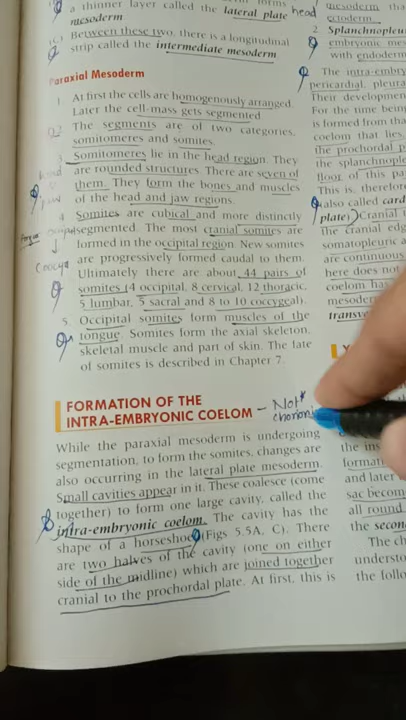 a thinner layer called the lateral plate
mesoderm
(c) Between these two, there is a longitudinal
strip called the intermediate mesoderm
Paraxial Mesoderm
1. At first the cells are homogenously arranged.
Later the cell-mass gets segmented.
The segments are of two categories,
somitomeres and somites.
Somitomeres lie in the head region. They
are rounded structures. There are seven of
them. They form the bones and muscles
of the head and jaw regions.
4. Somites are cubical and more distinctly
segmented. The most cranial somites are
formed in the occipital region. New somites
are progressively formed caudal to them.
Ultimately there are about 44 pairs of
somites (4 occipital, 8 cervical, 12 thoracic,
5 lumbar, 5 sacral and 8 to 10 coccygeal).
5. Occipital somites form muscles of the
tongue. Somites form the axial skeleton,
skeletal muscle and part of skin. The fate
of somites is described in Chapter 7.
FORMATION OF THE
INTRA-EMBRYONIC COELOM – Not
While the paraxial mesoderm is undergoing
segmentation, to form the somites, changes are
also occurring in the lateral plate mesoderm.
Small cavities appear in it. These coalesce (come
together) to form one large cavity, called the
intra-embryonic coelom. The cavity has the
shape of a horseshoe (Figs 5.5A, C). There
are two halves of the cavity (one on either
side of the midline) which are joined together
cranial to the prochordal plate. At first, this is
head
mesoderm
ectoderm.
2. Splanchnopleu
embryonic mes
with endoderm
The intra-embry
pericardial, pleura
Their developmen
For the time being
is formed from tha
coelom that lies,
the prochordal p
the splanchnople
floor of this pa
This is, therefore
also called card
plate). Cranial t
the cranial edg
somatopleuric a
are continuous
here does not
coelom has
mesoderm
transv
the ins
formati
and later
sac becom
all round
the secon
The ch
understo
the follo